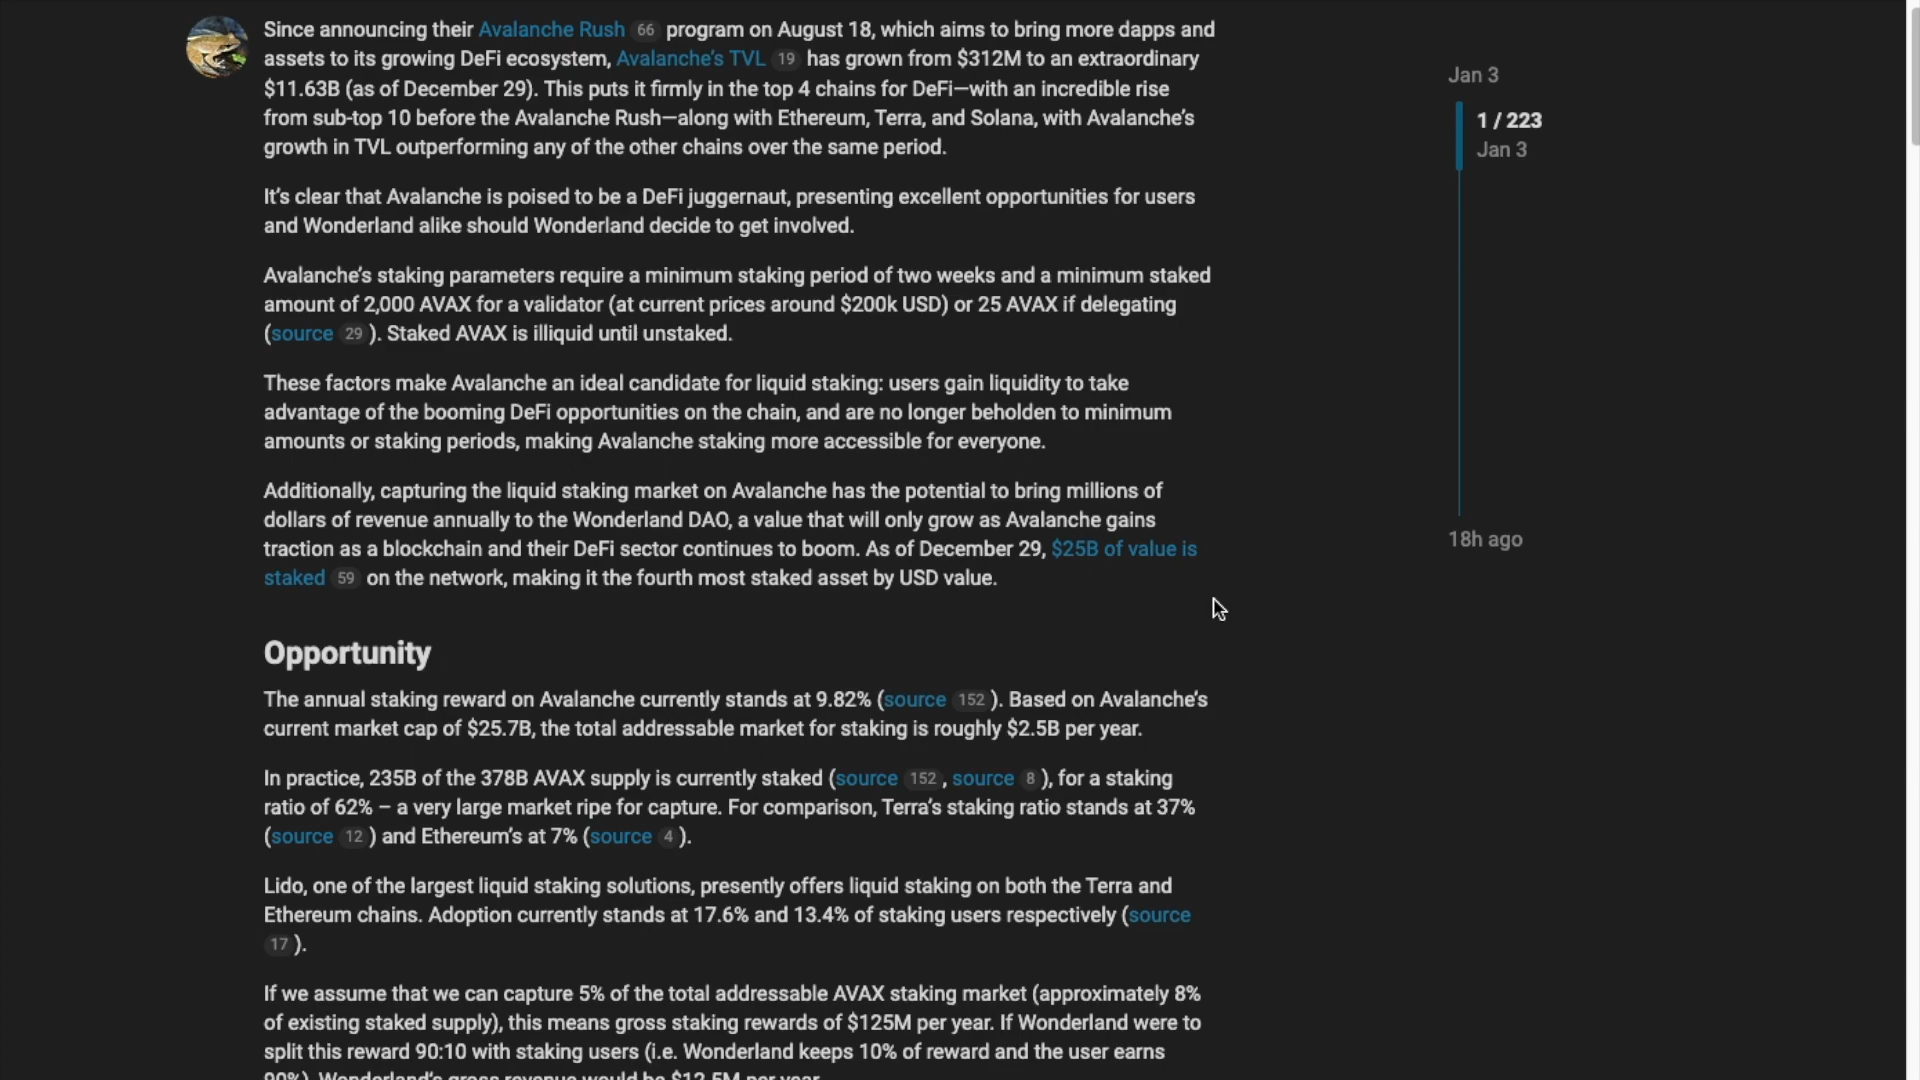 Since announcing their Avalanche Rush 66 program on August 18, which aims to bring more dapps and
assets to its growing DeFi ecosystem, Avalanche's TVL 19 has grown from $312M to an extraordinary
$11.63B (as of December 29). This puts it firmly in the top 4 chains for DeFi—with an incredible rise
from sub-top 10 before the Avalanche Rush—along with Ethereum, Terra, and Solana, with Avalanche's
growth in TVL outperforming any of the other chains over the same period.
It's clear that Avalanche is poised to be a DeFi juggernaut, presenting excellent opportunities for users
and Wonderland alike should Wonderland decide to get involved.
Avalanche's staking parameters require a minimum staking period of two weeks and a minimum staked
amount of 2,000 AVAX for a validator (at current prices around $200k USD) or 25 AVAX if delegating
(source 29 ). Staked AVAX is illiquid until unstaked.
These factors make Avalanche an ideal candidate for liquid staking: users gain liquidity to take
advantage of the booming DeFi opportunities on the chain, and are no longer beholden to minimum
amounts or staking periods, making Avalanche staking more accessible for everyone.
Additionally, capturing the liquid staking market on Avalanche has the potential to bring millions of
dollars of revenue annually to the Wonderland DAO, a value that will only grow as Avalanche gains
traction as a blockchain and their DeFi sector continues to boom. As of December 29, $25B of value is
staked 59 on the network, making it the fourth most staked asset by USD value.
Opportunity
The annual staking reward on Avalanche currently stands at 9.82% (source 152 ). Based on Avalanche's
current market cap of $25.7B, the total addressable market for staking is roughly $2.5B per year.
In practice, 235B of the 378B AVAX supply is currently staked (source 152 , source 8 ), for a staking
ratio of 62% – a very large market ripe for capture. For comparison, Terra's staking ratio stands at 37%
(source 12 ) and Ethereum's at 7% (source 4 ).
Lido, one of the largest liquid staking solutions, presently offers liquid staking on both the Terra and
Ethereum chains. Adoption currently stands at 17.6% and 13.4% of staking users respectively (source
17 ).
If we assume that we can capture 5% of the total addressable AVAX staking market (approximately 8%
of existing staked supply), this means gross staking rewards of $125M per year. If Wonderland were to
split this reward 90:10 with staking users (i.e. Wonderland keeps 10% of reward and the user earns
90%), Wonderland's gross revenue would be $12.5M per year.
Jan 3
1 / 223
Jan 3
18h ago